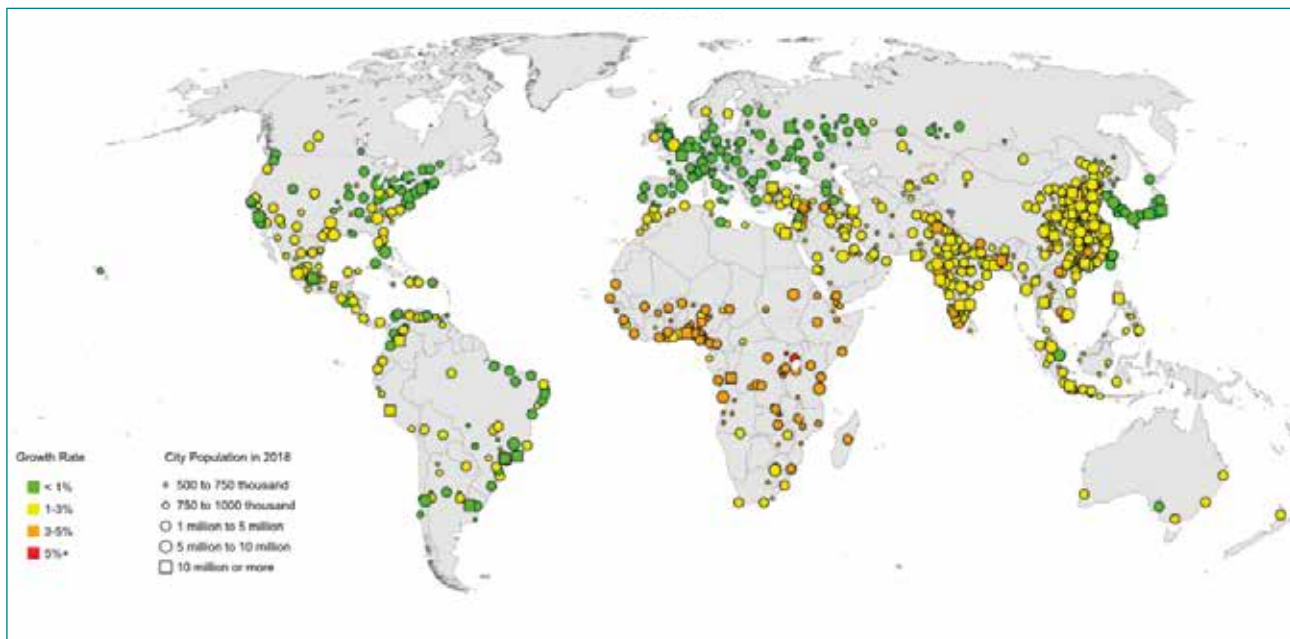 Growth Rate
< 1%
1-3%
3-5%
5%+
City Population in 2018
500 to 750 thousand
750 to 1000 thousand
1 million to 5 million
5 million to 10 million
10 million or more